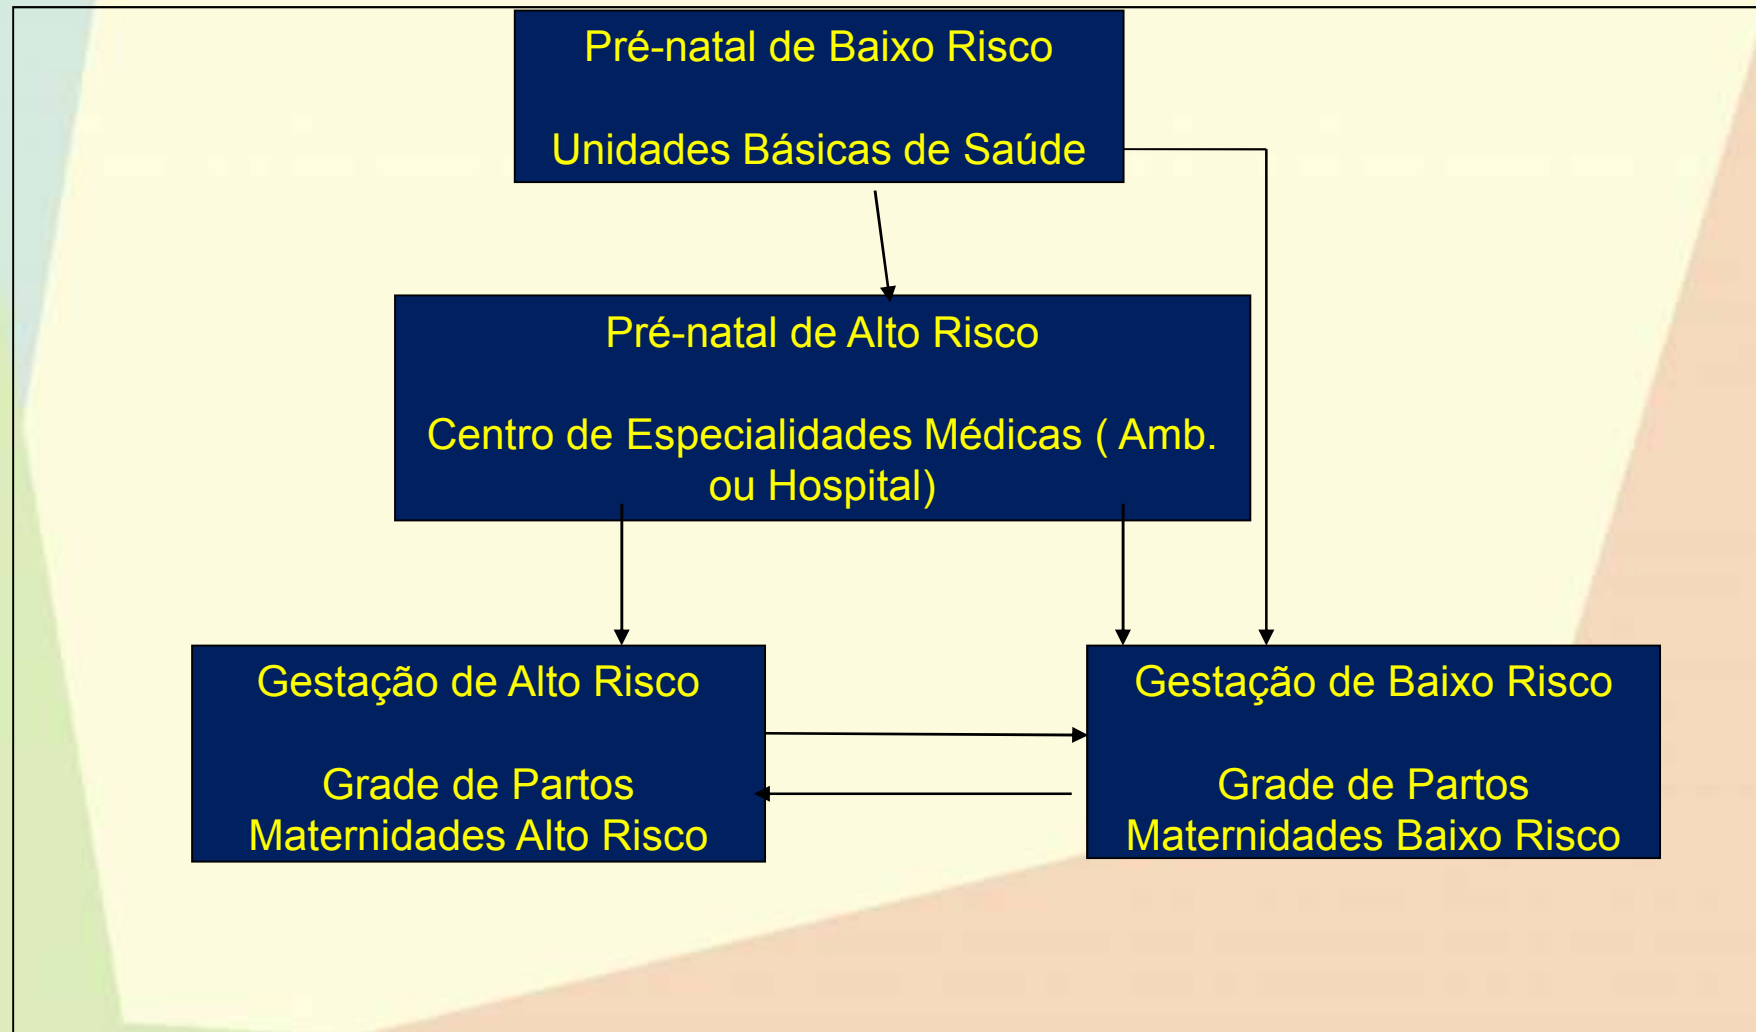 Pré-natal de Baixo Risco
Unidades Básicas de Saúde
Pré-natal de Alto Risco
Centro de Especialidades Médicas ( Amb.
ou Hospital)
Gestação de Alto Risco
Grade de Partos
Maternidades Alto Risco
Gestação de Baixo Risco
Grade de Partos
Maternidades Baixo Risco